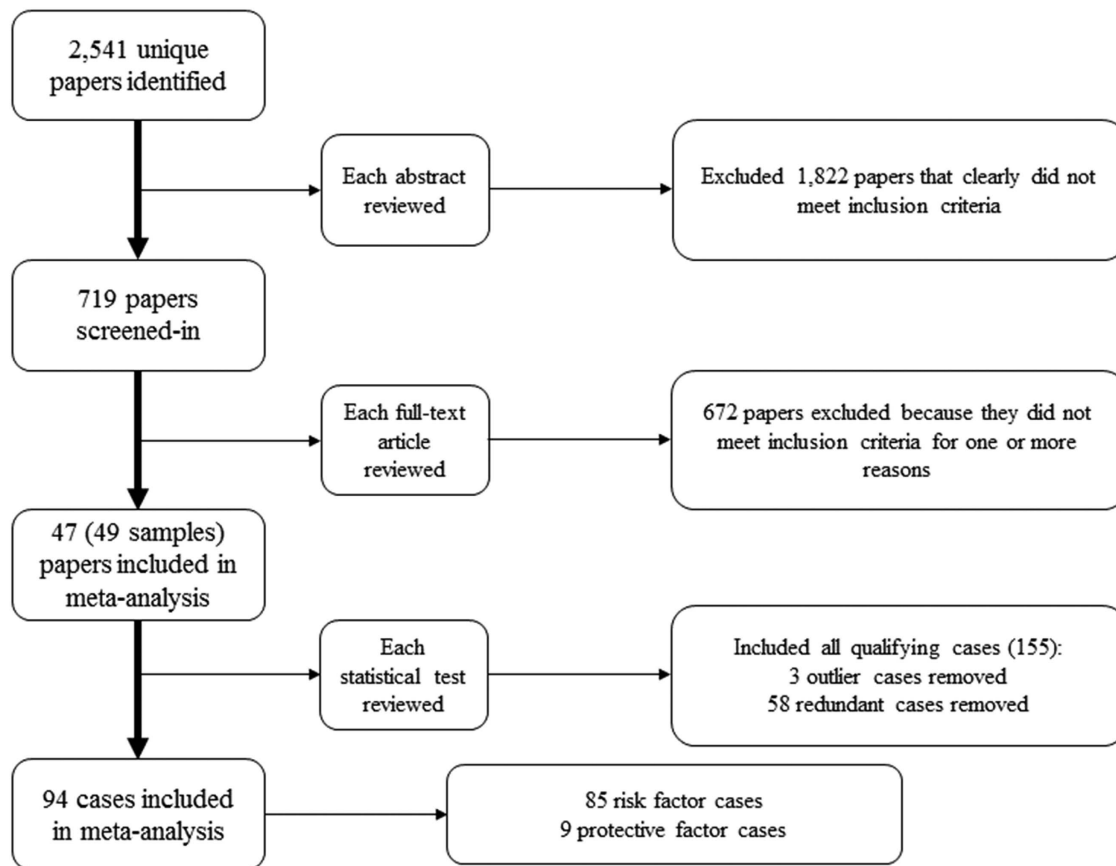 2,541 unique
papers identified
Each abstract
reviewed
Excluded 1,822 papers that clearly did not
meet inclusion criteria
719 papers
screened-in
Each full-text
article
reviewed
672 papers excluded because they did not
meet inclusion criteria for one or more
reasons
47 (49 samples)
papers included in
meta-analysis
Each
statistical test
reviewed
Included all qualifying cases (155):
3 outlier cases removed
58 redundant cases removed
94 cases included
in meta-analysis
85 risk factor cases
9 protective factor cases